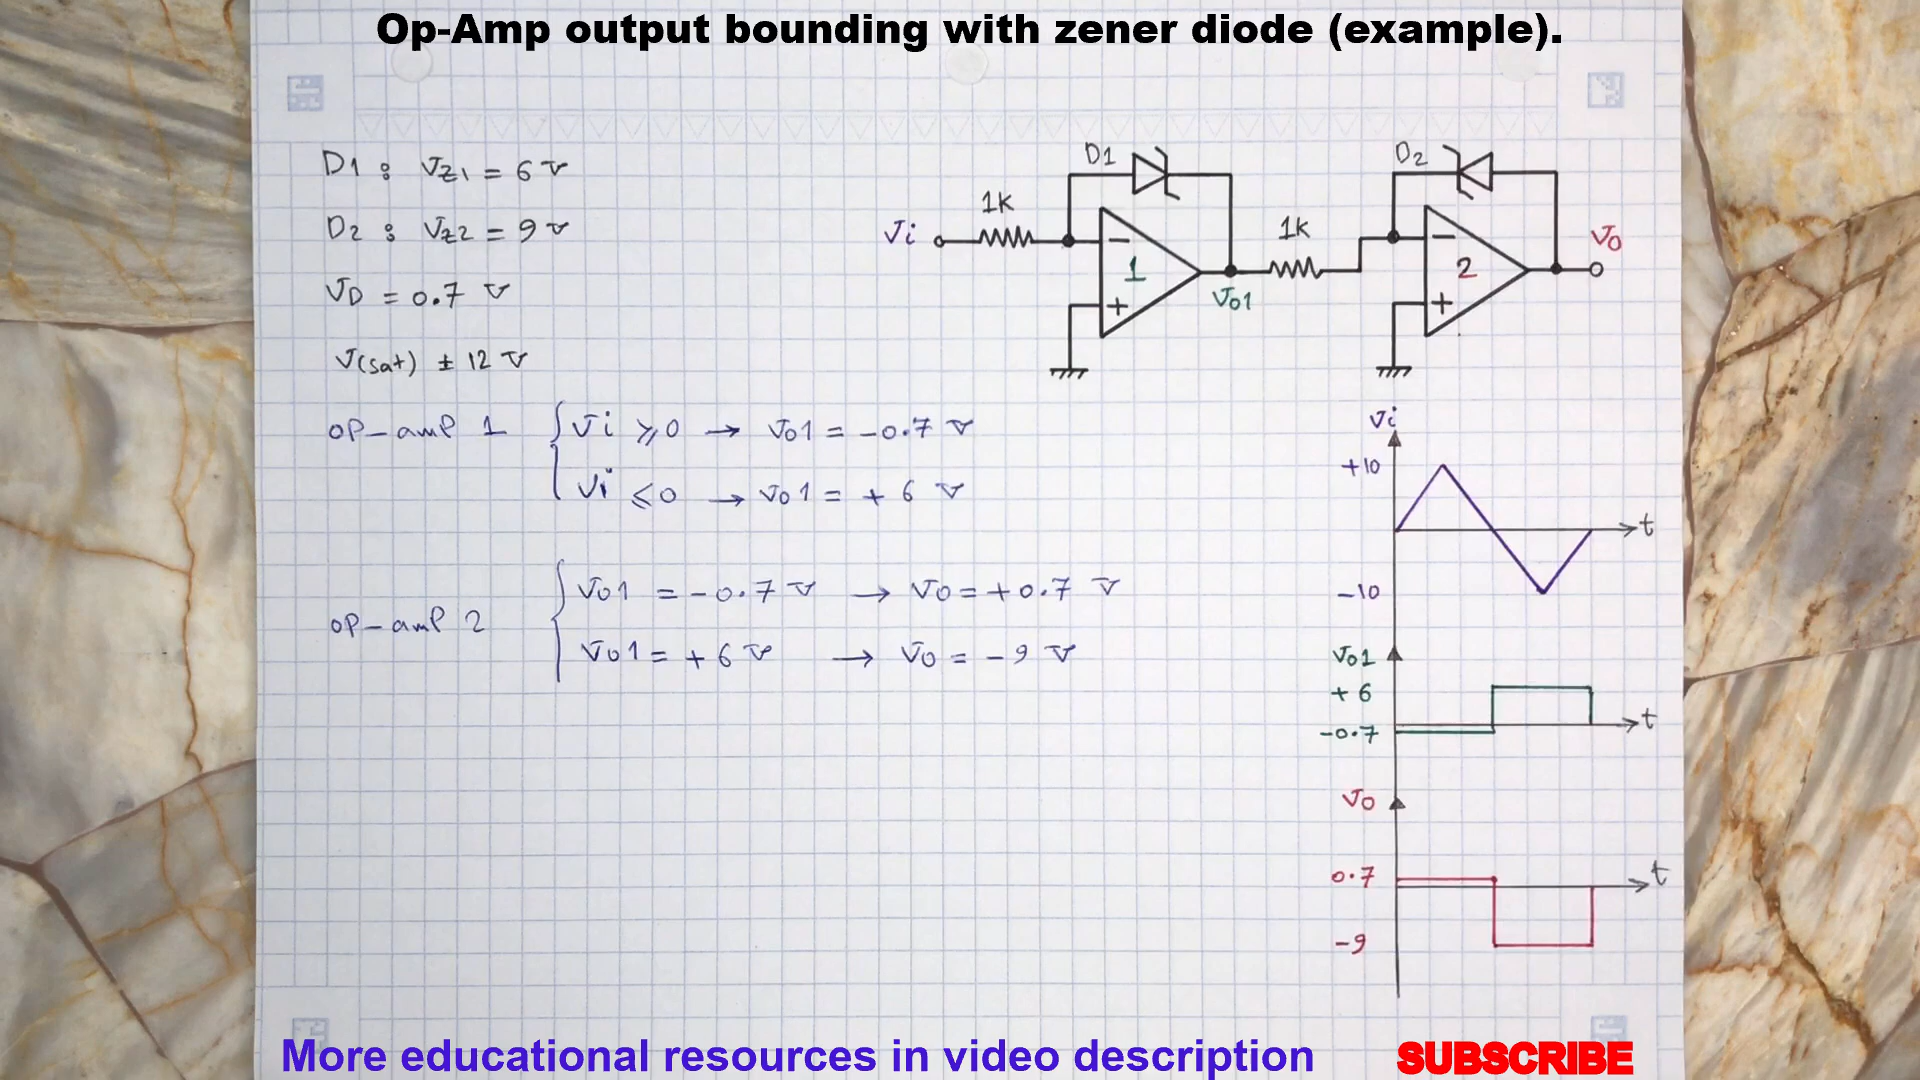 Op-Amp output bounding with zener diode (example).
D1 : VZ1 = 6 V
D2 : VZ2 = 9 V
VD = 0.7 V
V(sat) ± 12 V
D1
D2
1K
1K
Vi
Vo
−
−
1
2
+
+
Vo1
op-amp 1
Vi ⩾ 0 → Vo1 = -0.7 V
Vi ⩽ 0 → Vo1 = + 6 V
op-amp 2
Vo1 = -0.7 V → Vo = +0.7 V
Vo1 = + 6 V → Vo = - 9 V
Vi
+10
t
-10
Vo1
+ 6
t
-0.7
Vo
0.7
t
-9
More educational resources in video description
SUBSCRIBE